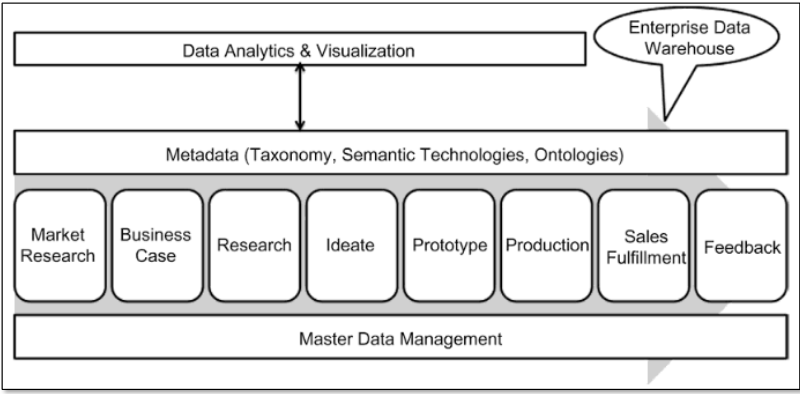 Enterprise Data
Warehouse
Data Analytics & Visualization
Metadata (Taxonomy, Semantic Technologies, Ontologies)
Market
Research
Business
Case
Research
Ideate
Prototype
Production
Sales
Fulfillment
Feedback
Master Data Management